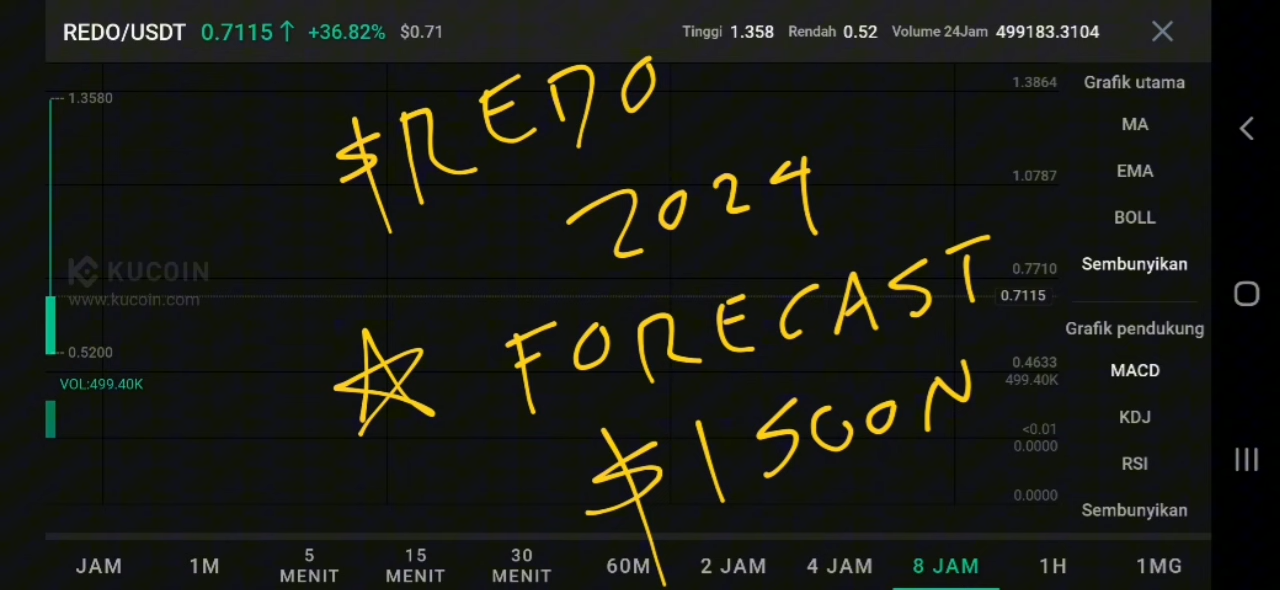 REDO/USDT 0.7115↑ +36.82% $0.71 Tinggi 1.358 Rendah 0.52 Volume 24Jam 499183.3104
1.3580
1.3864
Grafik utama
$REDO
MA
2024
1.0787
EMA
BOLL
KUCOIN
www.kucoin.com
0.7710
Sembunyikan
0.7115
☆ FORECAST
Grafik pendukung
0.5200
0.4633
VOL:499.40K
499.40K
MACD
$1 SOON
KDJ
<0.01
0.0000
RSI
0.0000
Sembunyikan
JAM 1M 5 MENIT 15 MENIT 30 MENIT 60M 2 JAM 4 JAM 8 JAM 1H 1MG